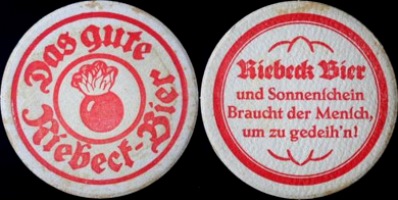 Das gute
Riebeck-Bier
Riebeck Bier
und Sonnenſchein
Braucht der Menſch,
um zu gedeih'n!